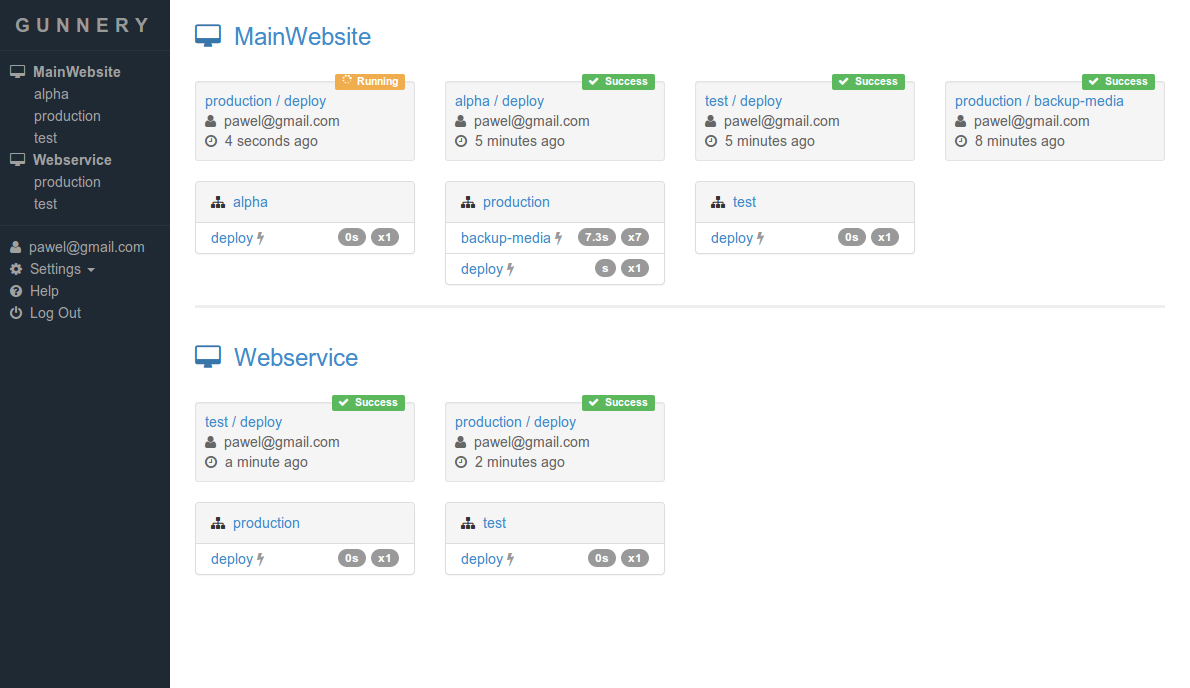 GUNNERY
MainWebsite
alpha
production
test
Webservice
production
test
pawel@gmail.com
Settings
Help
Log Out
MainWebsite
Running
production / deploy
pawel@gmail.com
4 seconds ago
Success
alpha / deploy
pawel@gmail.com
5 minutes ago
Success
test / deploy
pawel@gmail.com
5 minutes ago
Success
production / backup-media
pawel@gmail.com
8 minutes ago
alpha
deploy 0s x1
production
backup-media 7.3s x7
deploy s x1
test
deploy 0s x1
Webservice
Success
test / deploy
pawel@gmail.com
a minute ago
Success
production / deploy
pawel@gmail.com
2 minutes ago
production
deploy 0s x1
test
deploy 0s x1